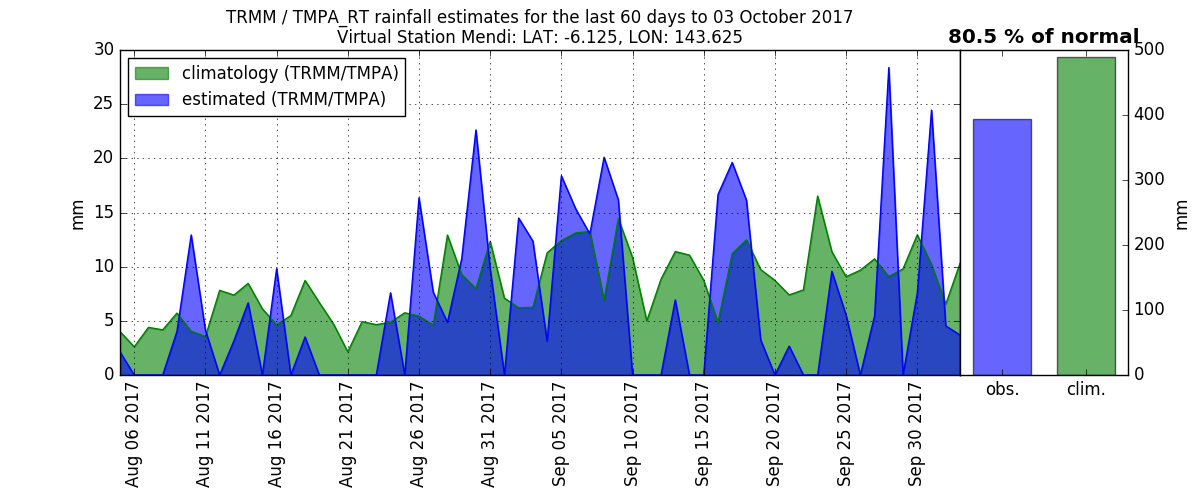 TRMM / TMPA_RT rainfall estimates for the last 60 days to 03 October 2017
Virtual Station Mendi: LAT: -6.125, LON: 143.625
80.5 % of normal
climatology (TRMM/TMPA)
estimated (TRMM/TMPA)
30
25
20
15
10
5
0
mm
Aug 06 2017
Aug 11 2017
Aug 16 2017
Aug 21 2017
Aug 26 2017
Aug 31 2017
Sep 05 2017
Sep 10 2017
Sep 15 2017
Sep 20 2017
Sep 25 2017
Sep 30 2017
obs.
clim.
500
400
300
200
100
0
mm